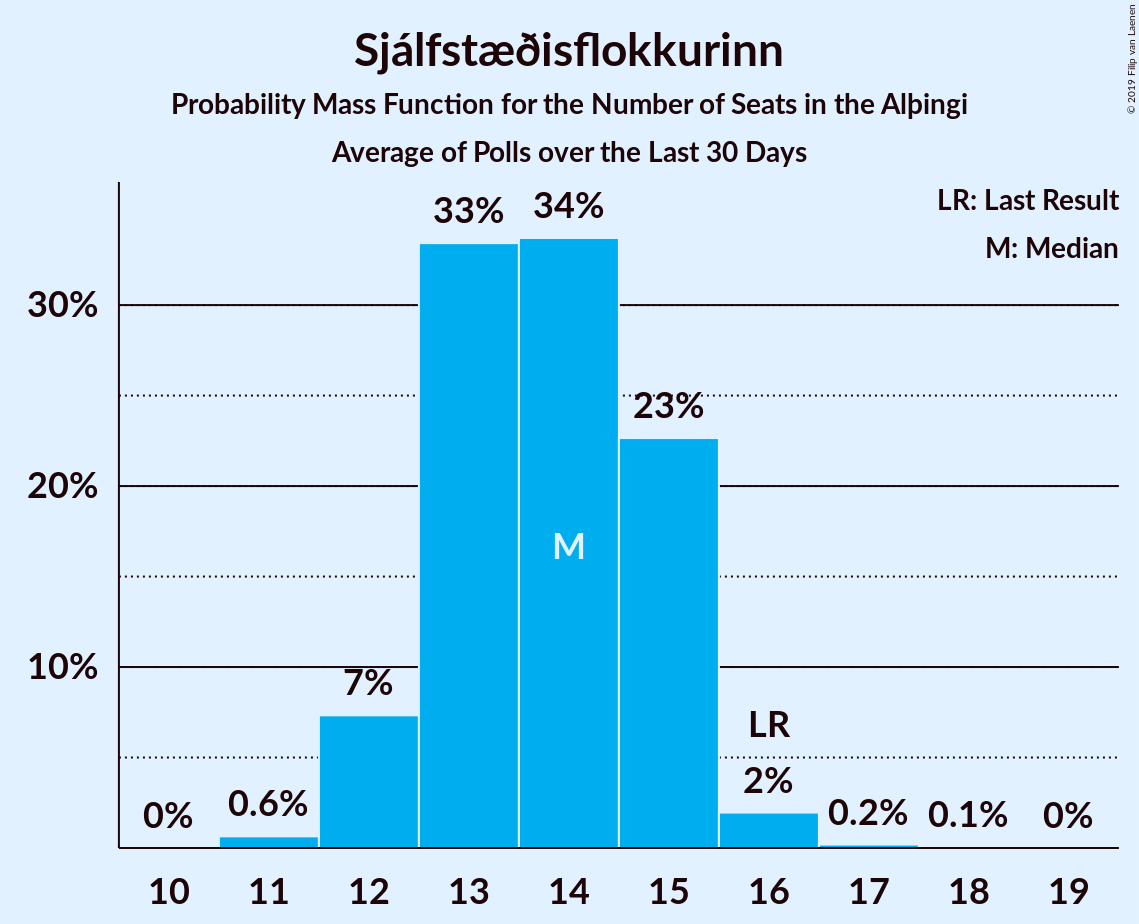 Sjálfstæðisflokkurinn
Probability Mass Function for the Number of Seats in the Alþingi
Average of Polls over the Last 30 Days
© 2019 Filip van Laenen
LR: Last Result
M: Median
33%
34%
30%
23%
20%
M
10%
7%
LR
2%
0%
0.6%
0.2%
0.1%
0%
10 11 12 13 14 15 16 17 18 19